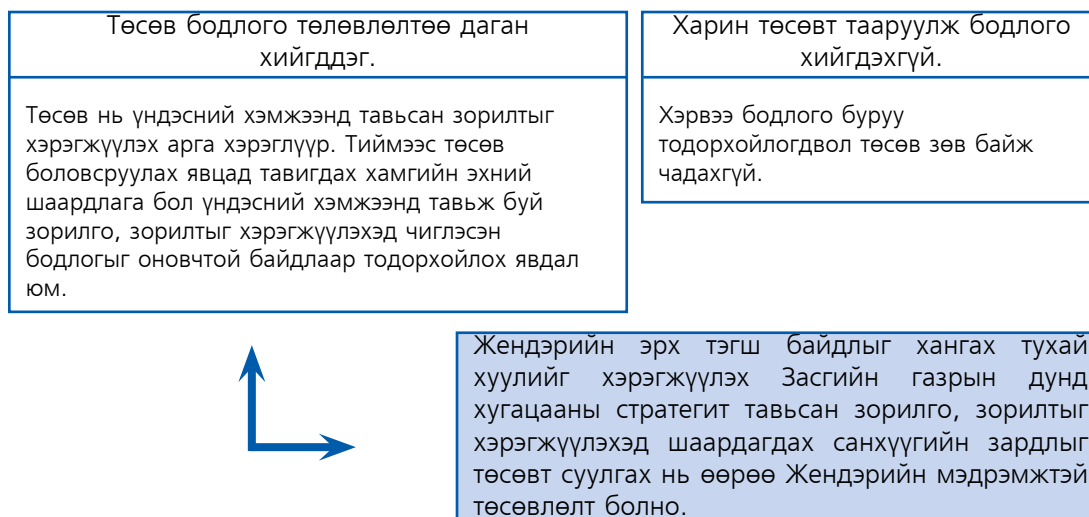 Төсөв бодлого төлөвлөлтөө даган
хийгддэг.
Төсөв нь үндэсний хэмжээнд тавьсан зорилтыг
хэрэгжүүлэх арга хэрэглүүр. Тиймээс төсөв
боловсруулах явцад тавигдах хамгийн эхний
шаардлага бол үндэсний хэмжээнд тавьж буй
зорилго, зорилтыг хэрэгжүүлэхэд чиглэсэн
бодлогыг оновчтой байдлаар тодорхойлох явдал
юм.
Харин төсөвт тааруулж бодлого
хийгдэхгүй.
Хэрвээ бодлого буруу
тодорхойлогдвол төсөв зөв байж
чадахгүй.
Жендэрийн эрх тэгш байдлыг хангах тухай
хуулийг хэрэгжүүлэх Засгийн газрын дунд
хугацааны стратегит тавьсан зорилго, зорилтыг
хэрэгжүүлэхэд шаардагдах санхүүгийн зардлыг
төсөвт суулгах нь өөрөө Жендэрийн мэдрэмжтэй
төсөвлөлт болно.